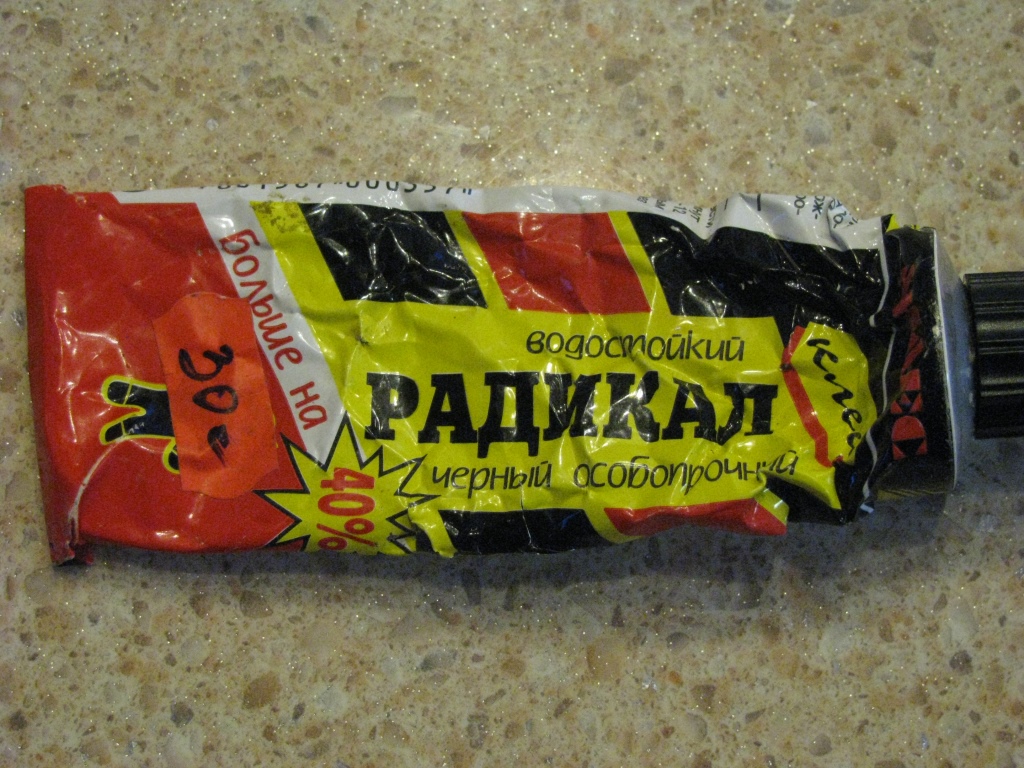 больше на
40%
30=
водостойкий
РАДИКАЛ
черный особопрочный
клей